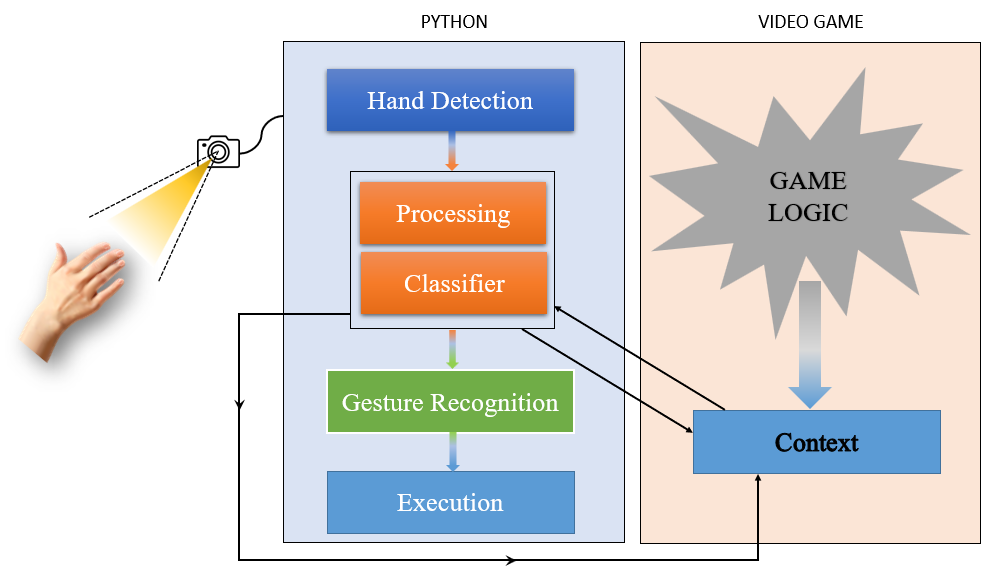 PYTHON
VIDEO GAME
Hand Detection
Processing
Classifier
Gesture Recognition
Execution
GAME
LOGIC
Context